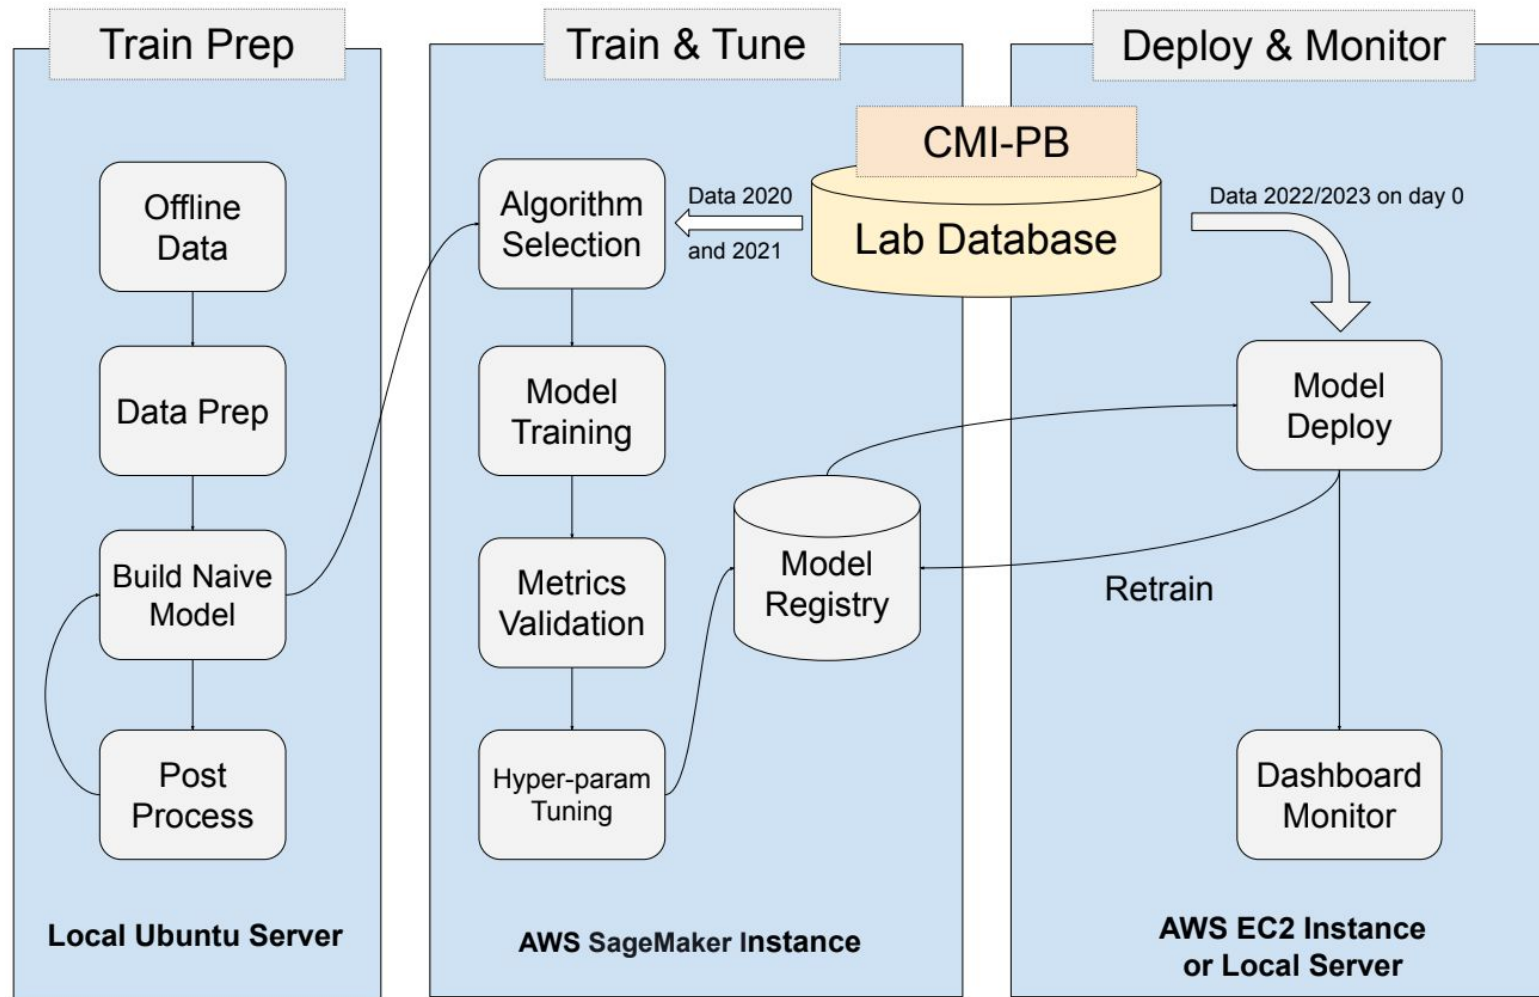 Train Prep
Offline
Data
Data Prep
Build Naive
Model
Post
Process
Local Ubuntu Server
Train & Tune
Algorithm
Selection
Data 2020
and 2021
Model
Training
Metrics
Validation
Hyper-param
Tuning
Model
Registry
AWS SageMaker Instance
CMI-PB
Lab Database
Deploy & Monitor
Data 2022/2023 on day 0
Model
Deploy
Retrain
Dashboard
Monitor
AWS EC2 Instance
or Local Server